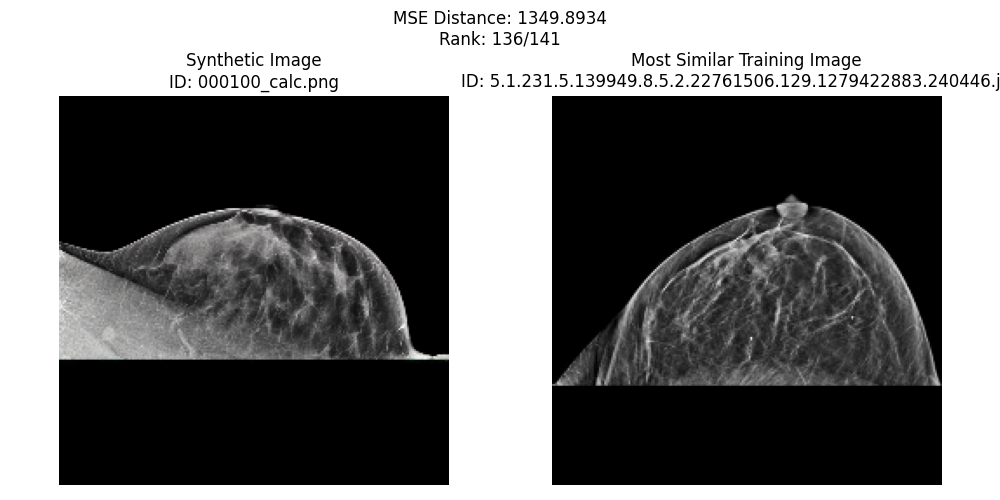 MSE Distance: 1349.8934
Rank: 136/141
Synthetic Image
ID: 000100_calc.png
Most Similar Training Image
ID: 5.1.231.5.139949.8.5.2.22761506.129.1279422883.240446.j